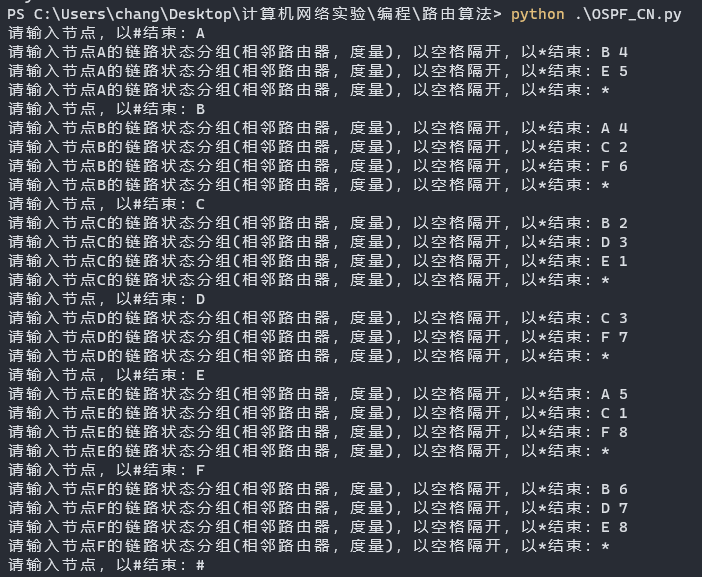 PS C:\Users\chang\Desktop\计算机网络实验\编程\路由算法> python .\OSPF_CN.py
请输入节点，以#结束：A
请输入节点A的链路状态分组(相邻路由器，度量)，以空格隔开，以*结束：B 4
请输入节点A的链路状态分组(相邻路由器，度量)，以空格隔开，以*结束：E 5
请输入节点A的链路状态分组(相邻路由器，度量)，以空格隔开，以*结束：*
请输入节点，以#结束：B
请输入节点B的链路状态分组(相邻路由器，度量)，以空格隔开，以*结束：A 4
请输入节点B的链路状态分组(相邻路由器，度量)，以空格隔开，以*结束：C 2
请输入节点B的链路状态分组(相邻路由器，度量)，以空格隔开，以*结束：F 6
请输入节点B的链路状态分组(相邻路由器，度量)，以空格隔开，以*结束：*
请输入节点，以#结束：C
请输入节点C的链路状态分组(相邻路由器，度量)，以空格隔开，以*结束：B 2
请输入节点C的链路状态分组(相邻路由器，度量)，以空格隔开，以*结束：D 3
请输入节点C的链路状态分组(相邻路由器，度量)，以空格隔开，以*结束：E 1
请输入节点C的链路状态分组(相邻路由器，度量)，以空格隔开，以*结束：*
请输入节点，以#结束：D
请输入节点D的链路状态分组(相邻路由器，度量)，以空格隔开，以*结束：C 3
请输入节点D的链路状态分组(相邻路由器，度量)，以空格隔开，以*结束：F 7
请输入节点D的链路状态分组(相邻路由器，度量)，以空格隔开，以*结束：*
请输入节点，以#结束：E
请输入节点E的链路状态分组(相邻路由器，度量)，以空格隔开，以*结束：A 5
请输入节点E的链路状态分组(相邻路由器，度量)，以空格隔开，以*结束：C 1
请输入节点E的链路状态分组(相邻路由器，度量)，以空格隔开，以*结束：F 8
请输入节点E的链路状态分组(相邻路由器，度量)，以空格隔开，以*结束：*
请输入节点，以#结束：F
请输入节点F的链路状态分组(相邻路由器，度量)，以空格隔开，以*结束：B 6
请输入节点F的链路状态分组(相邻路由器，度量)，以空格隔开，以*结束：D 7
请输入节点F的链路状态分组(相邻路由器，度量)，以空格隔开，以*结束：E 8
请输入节点F的链路状态分组(相邻路由器，度量)，以空格隔开，以*结束：*
请输入节点，以#结束：#